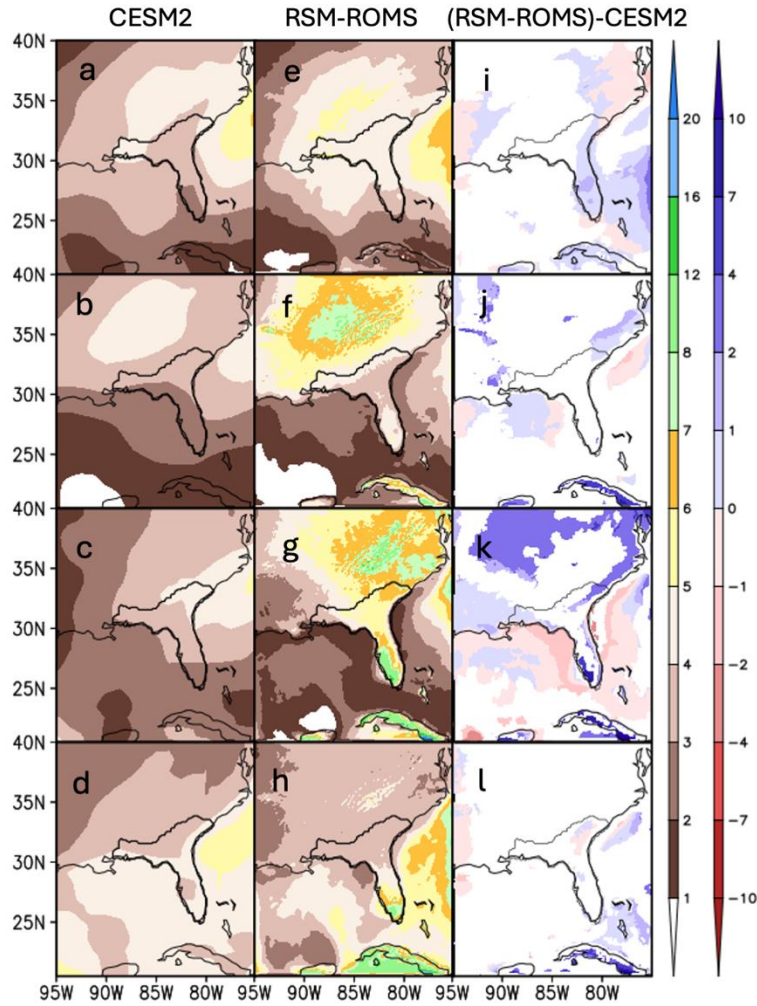 CESM2 RSM-ROMS (RSM-ROMS)-CESM2
40N a e i
35N
30N
25N
40N b f j
35N
30N
25N
40N c g k
35N
30N
25N
40N d h l
35N
30N
25N
95W 90W 85W 80W 95W 90W 85W 80W 95W 90W 85W 80W
20
16
12
8
7
6
5
4
3
2
1
10
7
4
2
1
0
−1
−2
−4
−7
−10